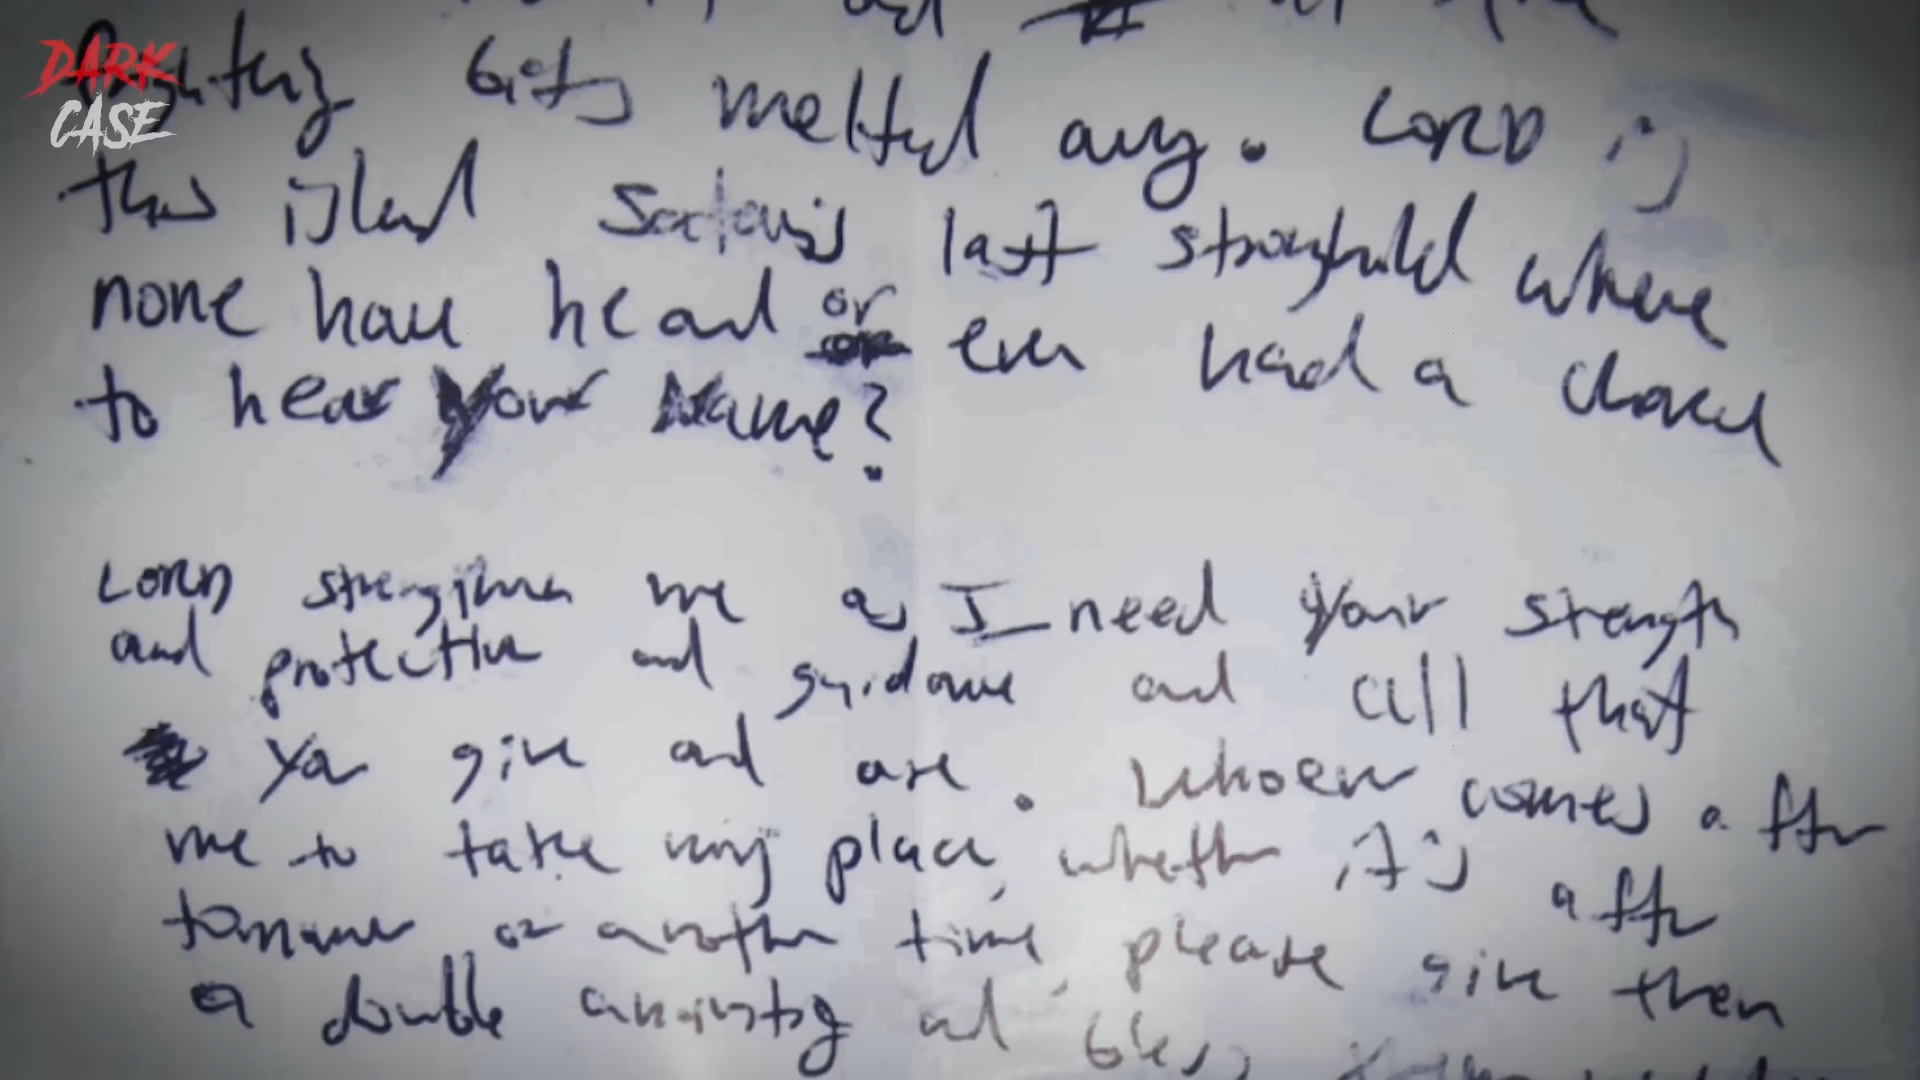 DARK
CASE
melted away. LORD is
this island Satan's last stronghold where
none have heard or even had a chance
to hear Your Name?
LORD strengthen me as I need your strength
and protection and guidance and all that
You give and are. Whoever comes after
me to take my place, whether it's after
tomorrow or another time, please give them
a double anointing and bless